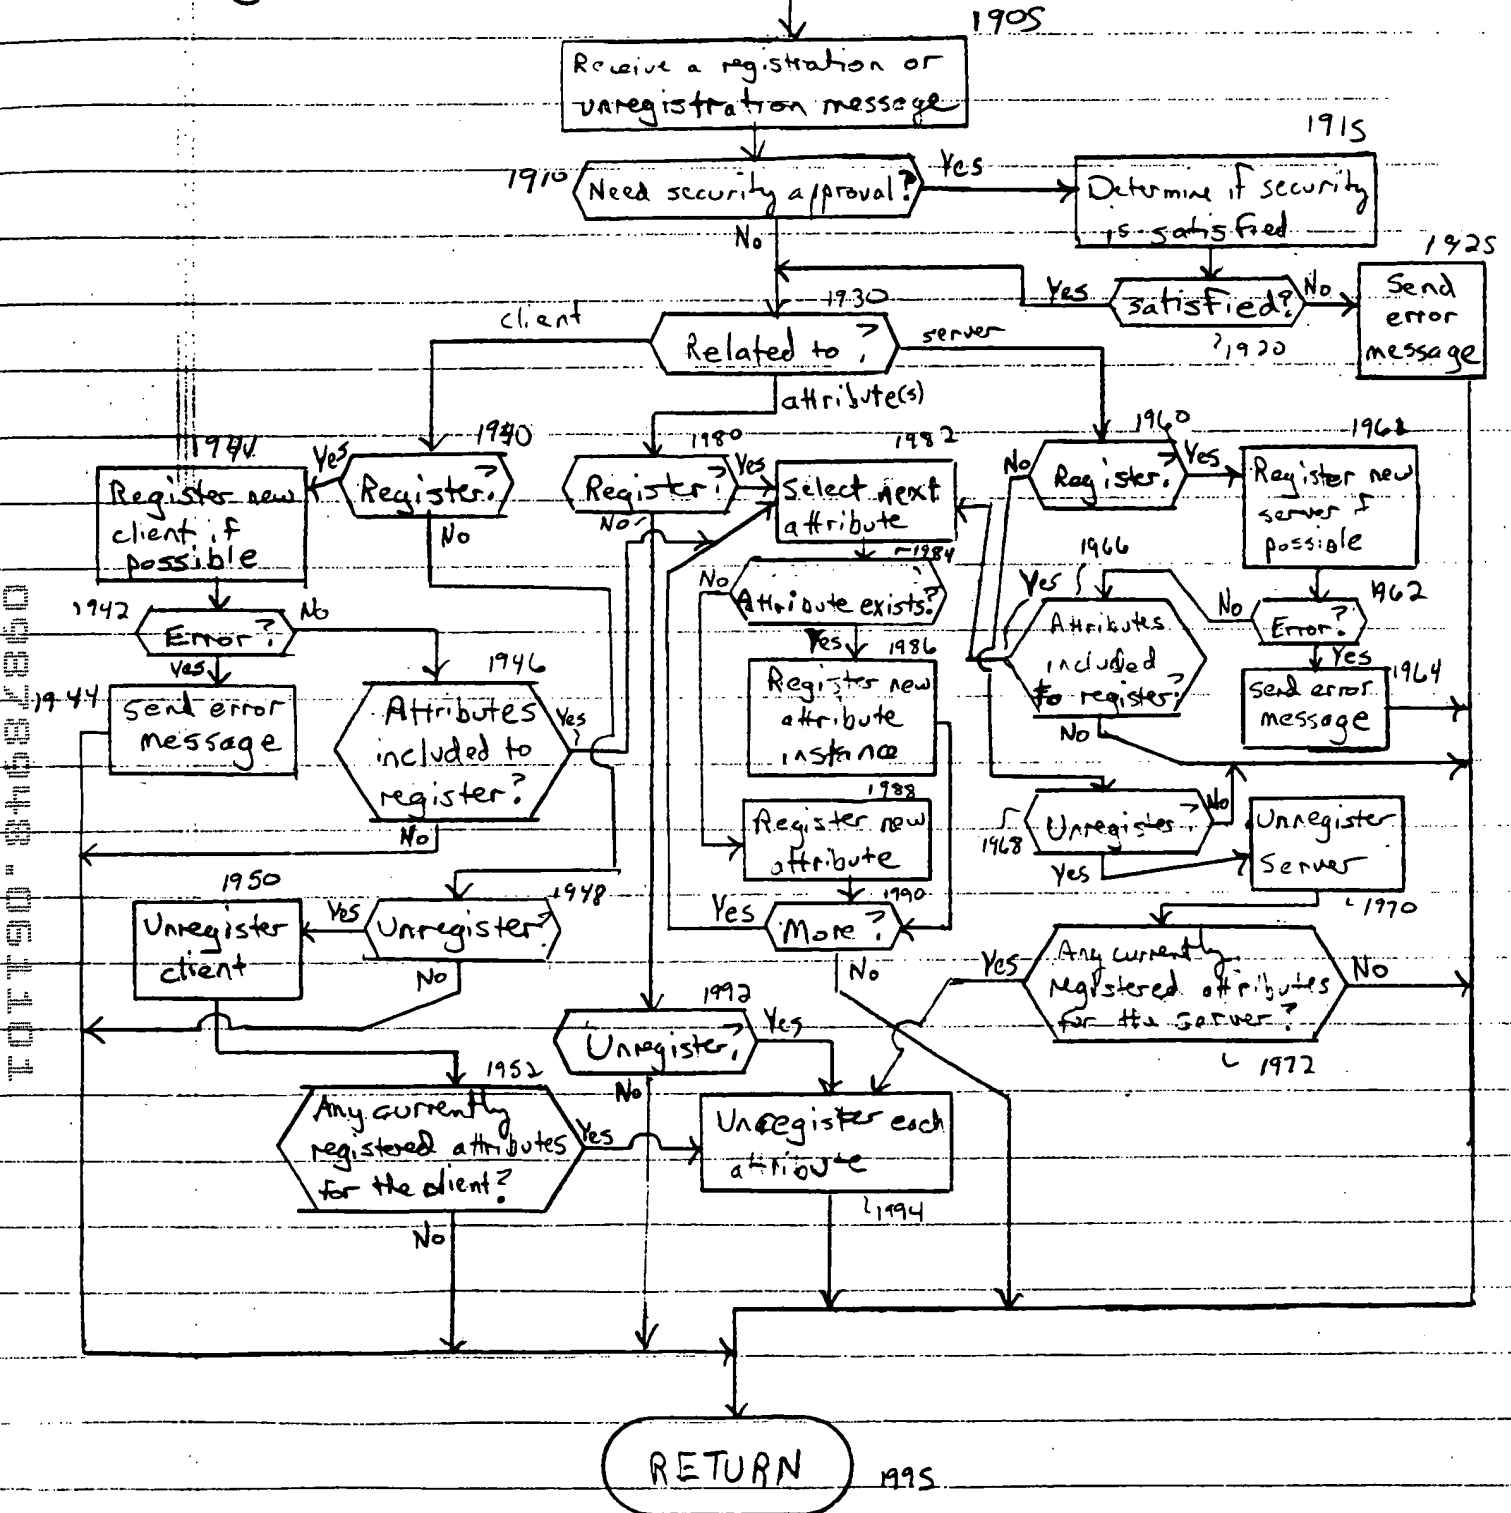 1905
Receive a registration or
unregistration message
1910
Need security approval?
Yes
No
1915
Determine if security
is satisfied
satisfied?
Yes
No
1920
1925
Send
error
message
1930
Related to ?
client
attribute(s)
server
1940
Register?
Yes
No
Register new
client if
possible
1942
Error?
No
Yes
1944
Send error
message
1946
Attributes
included to
register?
Yes
No
1948
Unregister?
Yes
No
1950
Unregister
client
1952
Any currently
registered attributes
for the client?
Yes
No
1980
Register?
Yes
No
1982
Select next
attribute
1984
Attribute exists?
No
Yes
1986
Register new
attribute
instance
1988
Register new
attribute
1990
More?
Yes
No
1992
Unregister?
Yes
No
Unregister each
attribute
1994
1960
Register?
No
Yes
Register new
server if
possible
1962
Error?
No
Yes
1964
Send error
message
1966
Attributes
included
to register?
Yes
No
1968
Unregister?
No
Yes
Unregister
Server
1970
Any currently
registered attributes
for the server?
Yes
No
1972
RETURN
1995